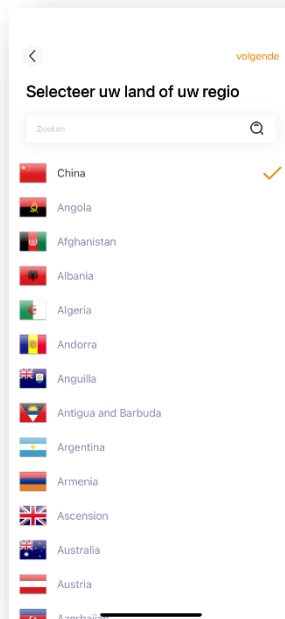 volgende
Selecteer uw land of uw regio
Zoeken
China
Angola
Afghanistan
Albania
Algeria
Andorra
Anguilla
Antigua and Barbuda
Argentina
Armenia
Ascension
Australia
Austria
Azerbaijan